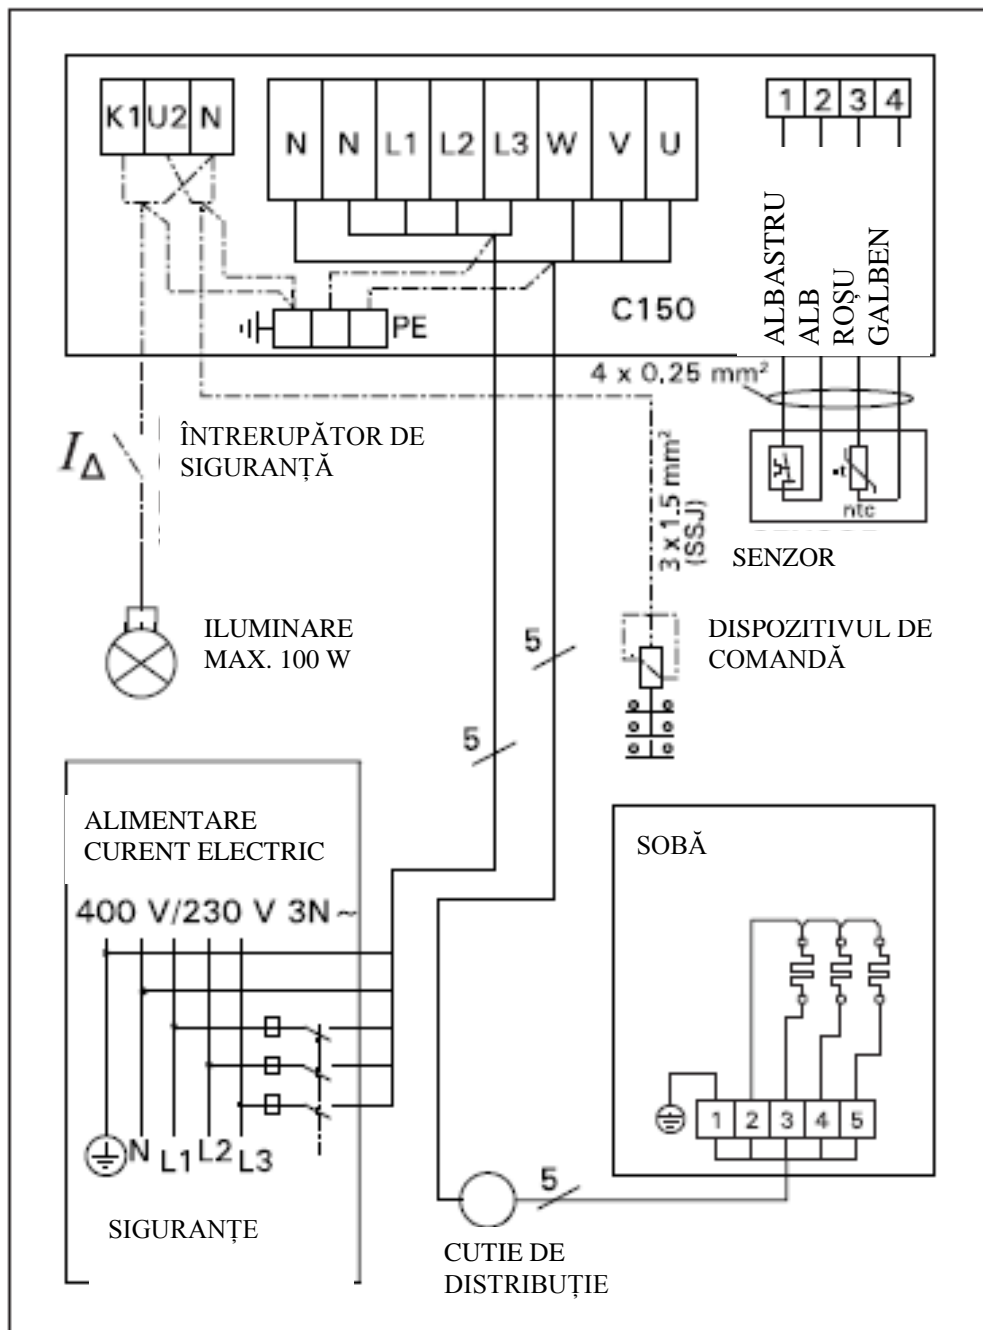 K1 U2 N
N N L1 L2 L3 W V U
1 2 3 4
ALBASTRU
ALB
ROȘU
GALBEN
PE
C150
4 x 0.25 mm²
ÎNTRERUPĂTOR DE
SIGURANȚĂ
I∆
3 x 1.5 mm²
(SSJ)
ntc
SENZOR
ILUMINARE
MAX. 100 W
5
DISPOZITIVUL DE
COMANDĂ
5
ALIMENTARE
CURENT ELECTRIC
400 V/230 V 3N ~
SOBĂ
N L1 L2 L3
1 2 3 4 5
SIGURANȚE
5
CUTIE DE
DISTRIBUȚIE